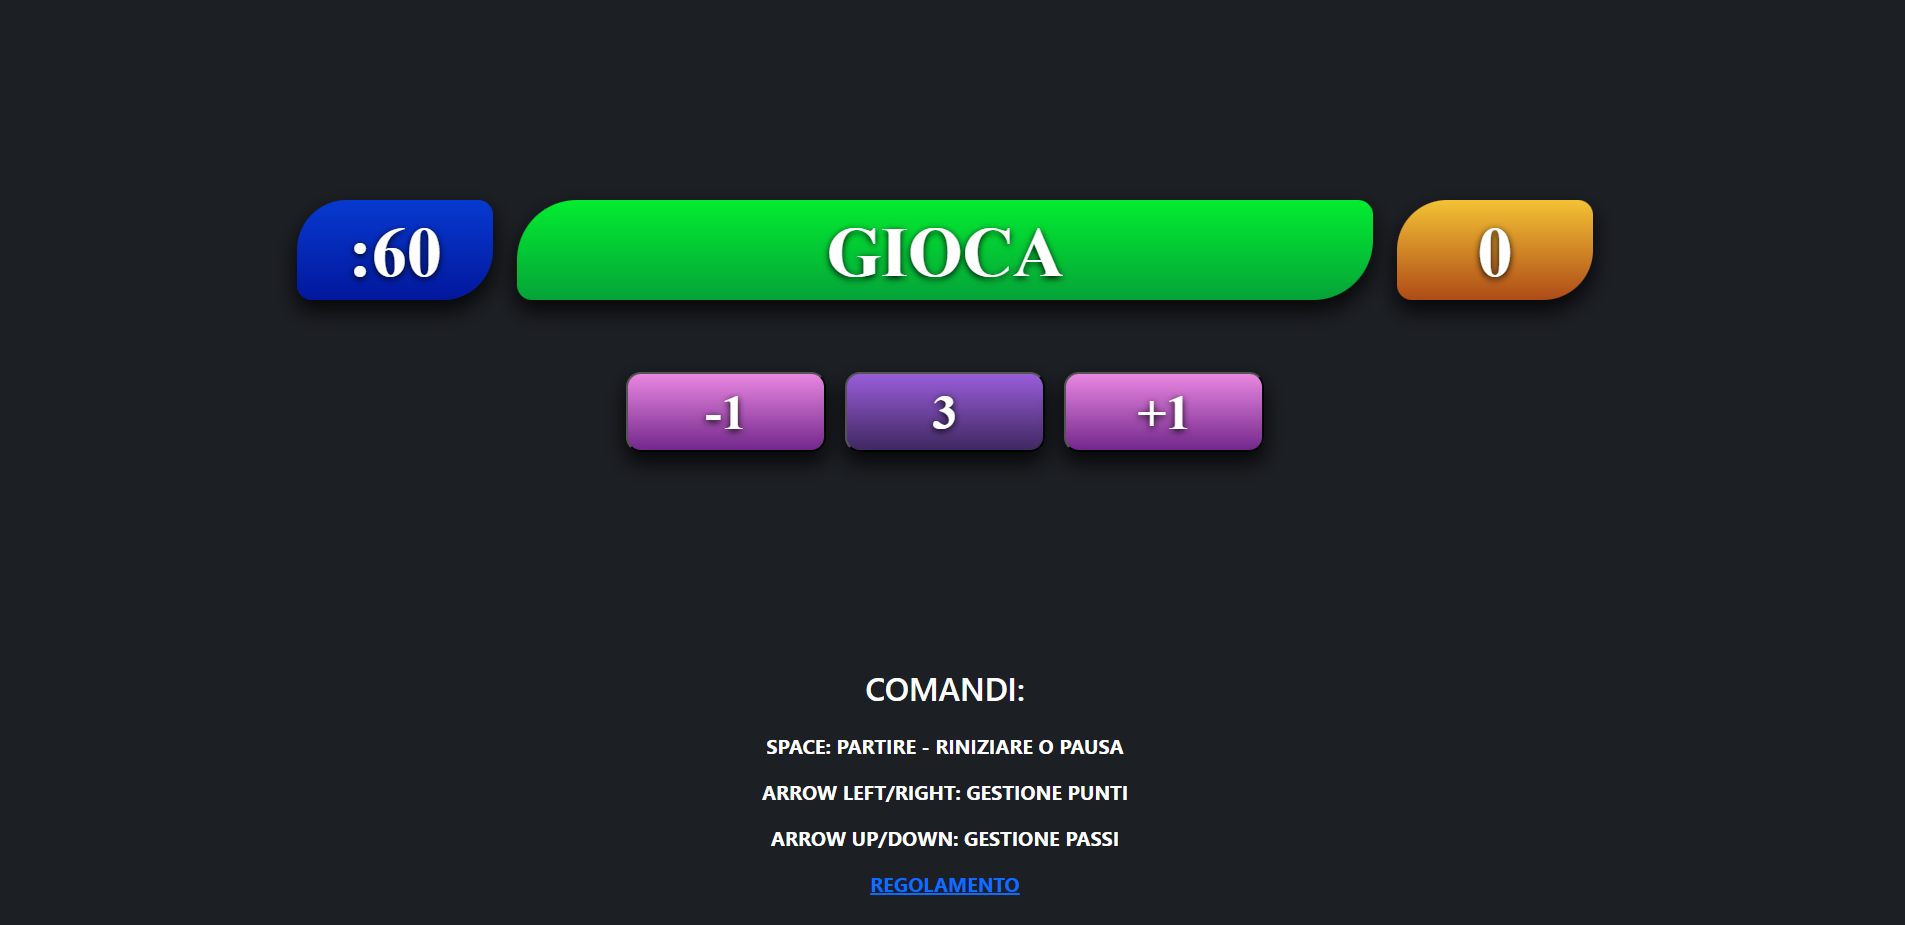 :60 GIOCA 0
-1 3 +1
COMANDI:
SPACE: PARTIRE - RINIZIARE O PAUSA
ARROW LEFT/RIGHT: GESTIONE PUNTI
ARROW UP/DOWN: GESTIONE PASSI
REGOLAMENTO